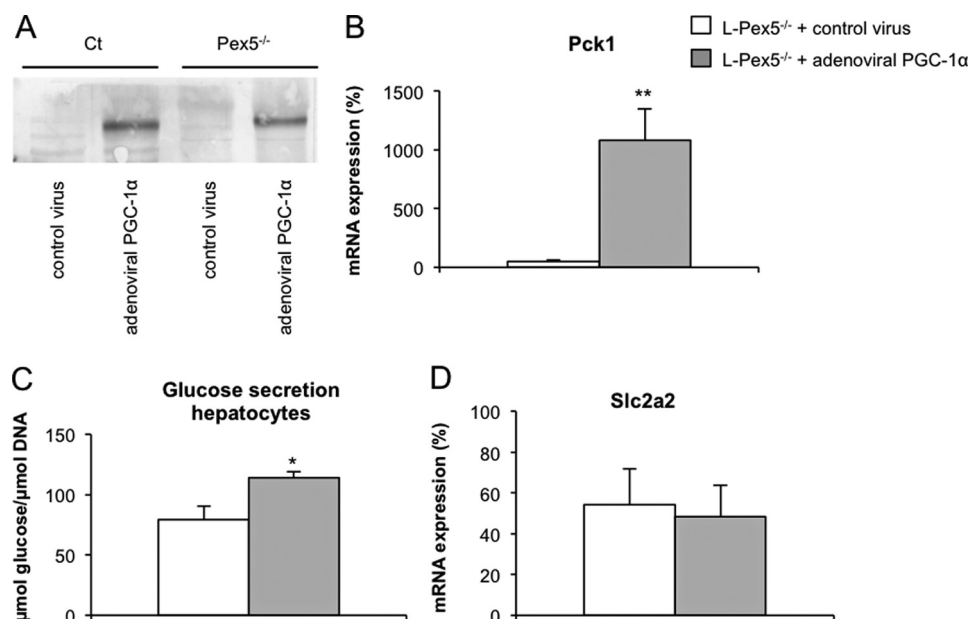 A
Ct
Pex5-/-
control virus
adenoviral PGC-1α
control virus
adenoviral PGC-1α
B
Pck1
L-Pex5-/- + control virus
L-Pex5-/- + adenoviral PGC-1α
mRNA expression (%)
1500
1000
500
0
**
C
Glucose secretion
hepatocytes
µmol glucose/µmol DNA
150
100
50
0
*
D
Slc2a2
mRNA expression (%)
100
80
60
40
20
0